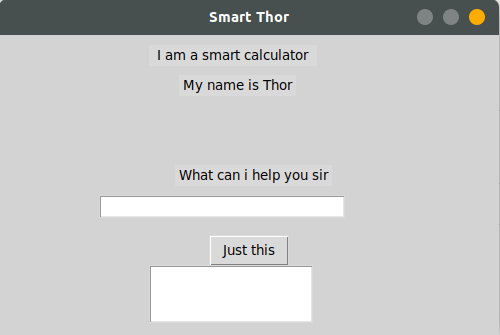 Smart Thor
I am a smart calculator
My name is Thor
What can i help you sir
Just this